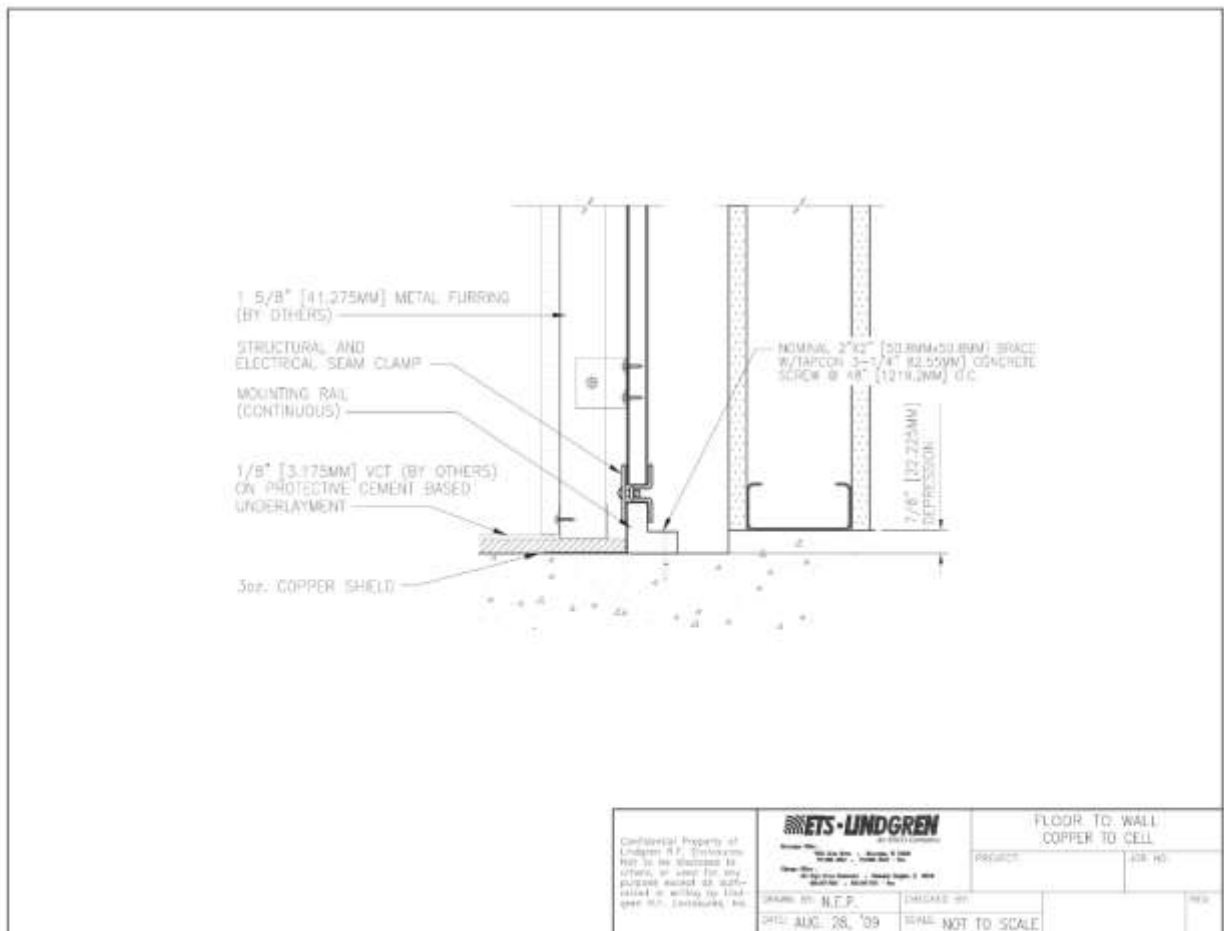 1 5/8" [41.275MM] METAL FURRING
(BY OTHERS)
STRUCTURAL AND
ELECTRICAL SEAM CLAMP
MOUNTING RAIL
(CONTINUOUS)
1/8" [3.175MM] VCT (BY OTHERS)
ON PROTECTIVE CEMENT BASED
UNDERLAYMENT
3oz. COPPER SHIELD
NOMINAL 2"X2" [50.8MMx50.8MM] BRACE
W/TAPCON 3-1/4" 82.55MM] CONCRETE
SCREW @ 48" [1219.2MM] O.C.
7/8" [22.225MM]
DEPRESSION
Confidential Property of
Lindgren R.F. Enclosures
Not to be disclosed to
others, or used for any
purpose except as auth-
orized in writing by Lind-
gren R.F. Enclosures, Inc
ETS·LINDGREN
FLOOR TO WALL
COPPER TO CELL
PROJECT
JOB NO.
DRAWN BY: N.F.P.
CHECKED BY:
REV.
DATE: AUG. 28, '09
SCALE: NOT TO SCALE